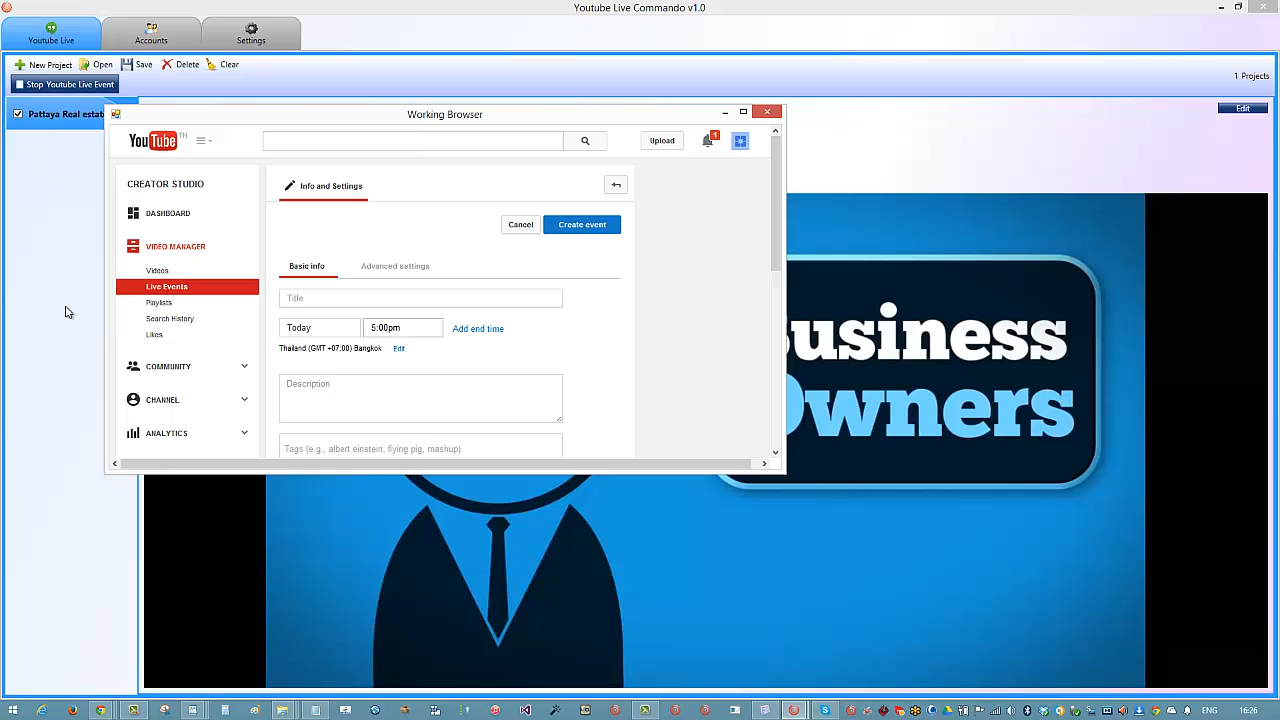 Youtube Live Commando v1.0
Youtube Live
Accounts
Settings
New Project
Open
Save
Delete
Clear
Stop Youtube Live Event
1 Projects
Pattaya Real estat
Edit
Working Browser
YouTube TH
Upload
1
CREATOR STUDIO
DASHBOARD
VIDEO MANAGER
Videos
Live Events
Playlists
Search History
Likes
COMMUNITY
CHANNEL
ANALYTICS
Info and Settings
Cancel
Create event
Basic info
Advanced settings
Title
Today
5:00pm
Add end time
Thailand (GMT +07:00) Bangkok
Edit
Description
Tags (e.g., albert einstein, flying pig, mashup)
usiness
wners
ENG
16:26